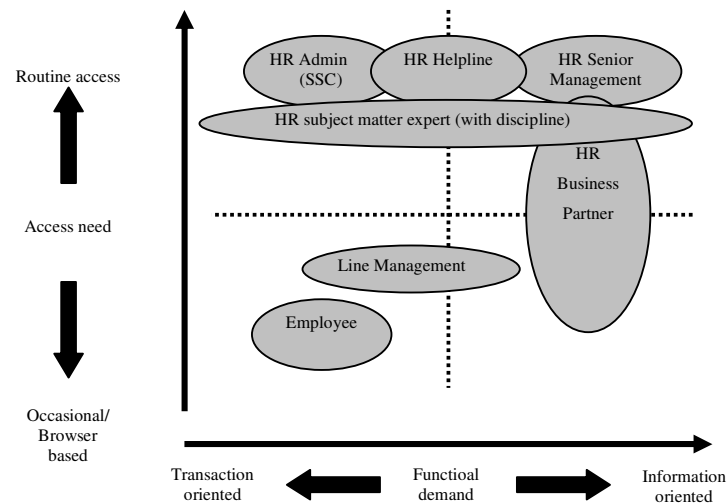 Routine access
HR Admin
(SSC)
HR Helpline
HR Senior
Management
HR subject matter expert (with discipline)
HR
Business
Partner
Access need
Line Management
Employee
Occasional/
Browser
based
Transaction
oriented
Functioal
demand
Information
oriented